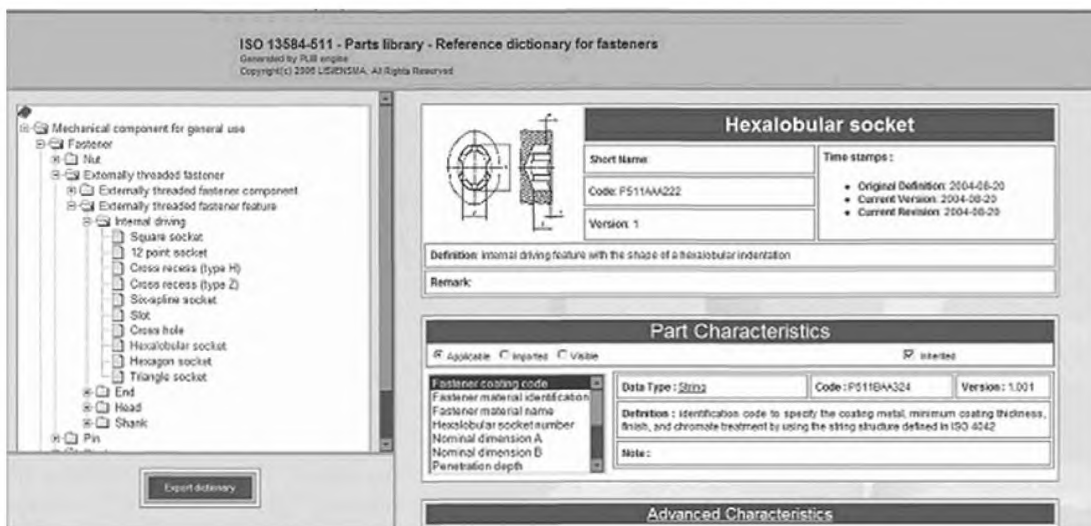 ISO 13584-511 - Parts library - Reference dictionary for fasteners
Generated by PLIB engine
Copyright(c) 2006 LISI/ENSMA, All Rights Reserved
Mechanical component for general use
Fastener
Nut
Externally threaded fastener
Externally threaded fastener component
Externally threaded fastener feature
Internal driving
Square socket
12 point socket
Cross recess (type H)
Cross recess (type Z)
Six-spline socket
Slot
Cross hole
Hexalobular socket
Hexagon socket
Triangle socket
End
Head
Shank
Pin
Export dictionary
Hexalobular socket
Short Name:
Code: P511AAA222
Version: 1
Time stamps :
Original Definition: 2004-08-20
Current Version: 2004-08-20
Current Revision: 2004-08-20
Definition: internal driving feature with the shape of a hexalobular indentation
Remark:
Part Characteristics
Applicable Imported Visible Inherited
Fastener coating code
Fastener material identification
Fastener material name
Hexalobular socket number
Nominal dimension A
Nominal dimension B
Penetration depth
Data Type : String
Code : P511BAA324
Version : 1.001
Definition : identification code to specify the coating metal, minimum coating thickness,
finish, and chromate treatment by using the string structure defined in ISO 4042
Note :
Advanced Characteristics